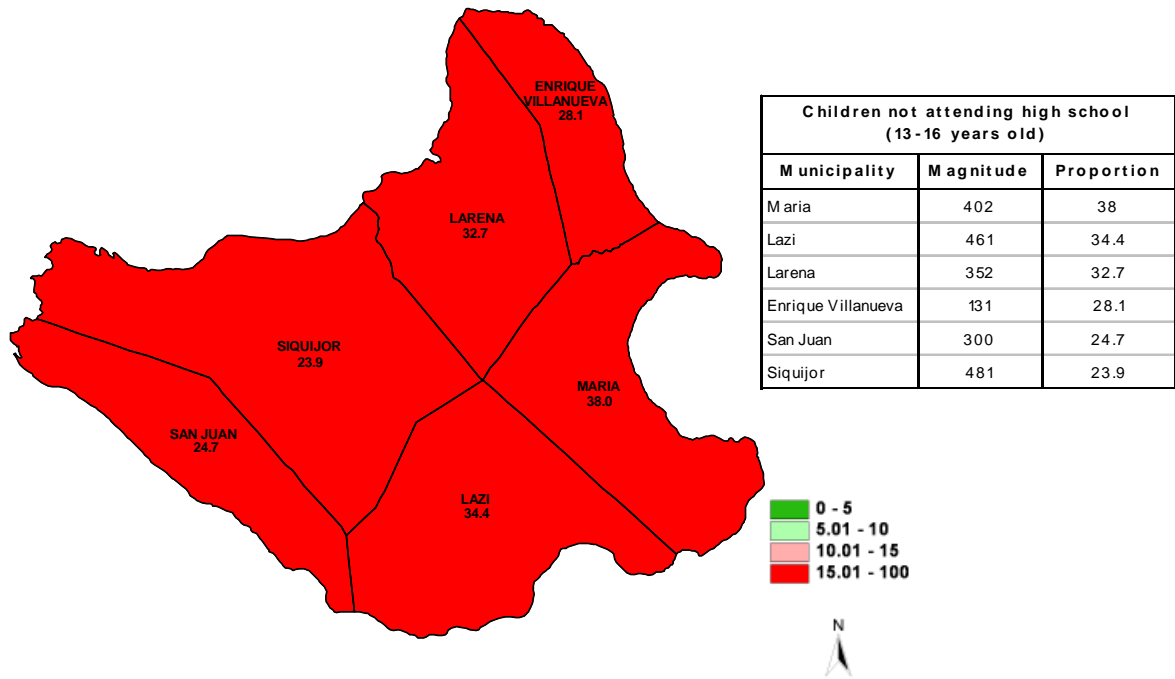 ENRIQUE
VILLANUEVA
28.1
LARENA
32.7
SIQUIJOR
23.9
MARIA
38.0
SAN JUAN
24.7
LAZI
34.4
Children not attending high school
(13-16 years old)
Municipality Magnitude Proportion
Maria 402 38
Lazi 461 34.4
Larena 352 32.7
Enrique Villanueva 131 28.1
San Juan 300 24.7
Siquijor 481 23.9
0 - 5
5.01 - 10
10.01 - 15
15.01 - 100
N